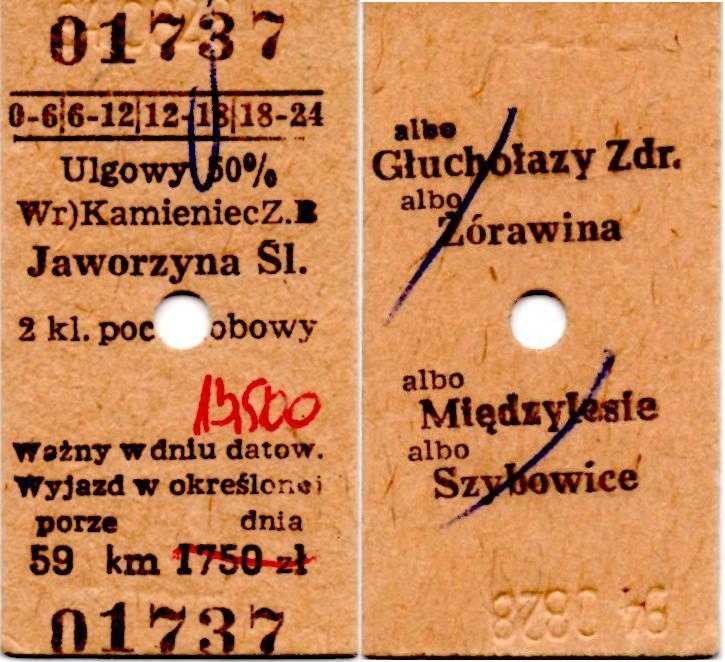 01737
0-6|6-12|12-18|18-24
Ulgowy 50%
Wr)KamieniecZ.B
Jaworzyna Śl.
2 kl. poc obowy
Ważny w dniu datow.
Wyjazd w określonej
porze dnia
59 km 1750 zł
01737
albo
Głuchołazy Zdr.
albo
Żórawina
albo
Międzylesie
albo
Szybowice